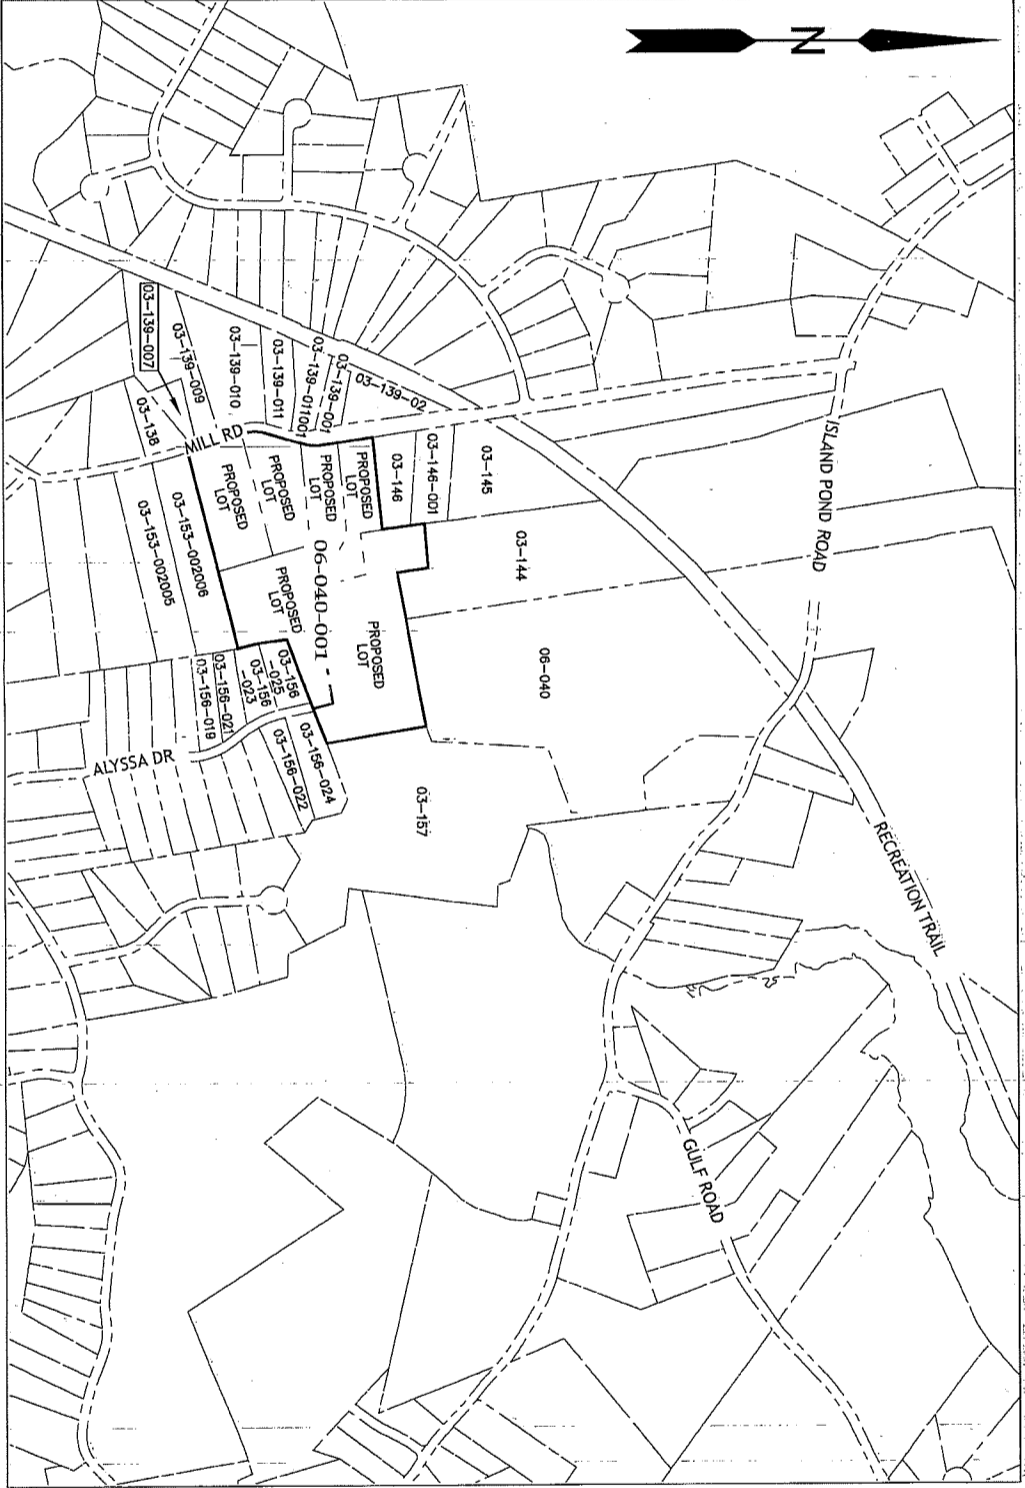 N
ISLAND POND ROAD
RECREATION TRAIL
GULF ROAD
MILL RD
ALYSSA DR
03-139-007
03-139-009
03-139-010
03-139-011
03-139-011001
03-139-001
03-139-02
03-138
03-153-002005
03-153-002006
PROPOSED
LOT
PROPOSED
LOT
PROPOSED
LOT
PROPOSED
LOT
PROPOSED
LOT
PROPOSED
LOT
06-040-001
03-146
03-146-001
03-145
03-144
06-040
03-156
-025
03-156
-023
03-156-021
03-156-019
03-156-024
03-156-022
03-157